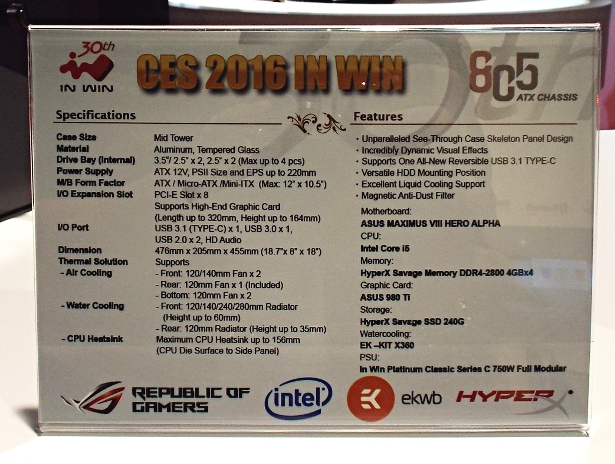 30th
IN WIN
CES 2016 IN WIN
805
ATX CHASSIS
Specifications
Case Size Mid Tower
Material Aluminum, Tempered Glass
Drive Bay (Internal) 3.5"/ 2.5" x 2, 2.5" x 2 (Max up to 4 pcs)
Power Supply ATX 12V, PSII Size and EPS up to 220mm
M/B Form Factor ATX / Micro-ATX /Mini-ITX (Max: 12" x 10.5")
I/O Expansion Slot PCI-E Slot x 8
Supports High-End Graphic Card
(Length up to 320mm, Height up to 164mm)
I/O Port USB 3.1 (TYPE-C) x 1, USB 3.0 x 1,
USB 2.0 x 2, HD Audio
Dimension 476mm x 205mm x 455mm (18.7"x 8" x 18")
Thermal Solution Supports
- Air Cooling - Front: 120/140mm Fan x 2
- Rear: 120mm Fan x 1 (Included)
- Bottom: 120mm Fan x 2
- Water Cooling - Front: 120/140/240/280mm Radiator
(Height up to 60mm)
- Rear: 120mm Radiator (Height up to 35mm)
- CPU Heatsink Maximum CPU Heatsink up to 156mm
(CPU Die Surface to Side Panel)
Features
· Unparalleled See-Through Case Skeleton Panel Design
· Incredibly Dynamic Visual Effects
· Supports One All-New Reversible USB 3.1 TYPE-C
· Versatile HDD Mounting Position
· Excellent Liquid Cooling Support
· Magnetic Anti-Dust Filter
Motherboard:
ASUS MAXIMUS VIII HERO ALPHA
CPU:
Intel Core i5
Memory:
HyperX Savage Memory DDR4-2800 4GBx4
Graphic Card:
ASUS 980 TI
Storage:
HyperX Savage SSD 240G
Watercooling:
EK –KIT X360
PSU:
In Win Platinum Classic Series C 750W Full Modular
REPUBLIC OF
GAMERS
intel
EK
ekwb
HYPERX